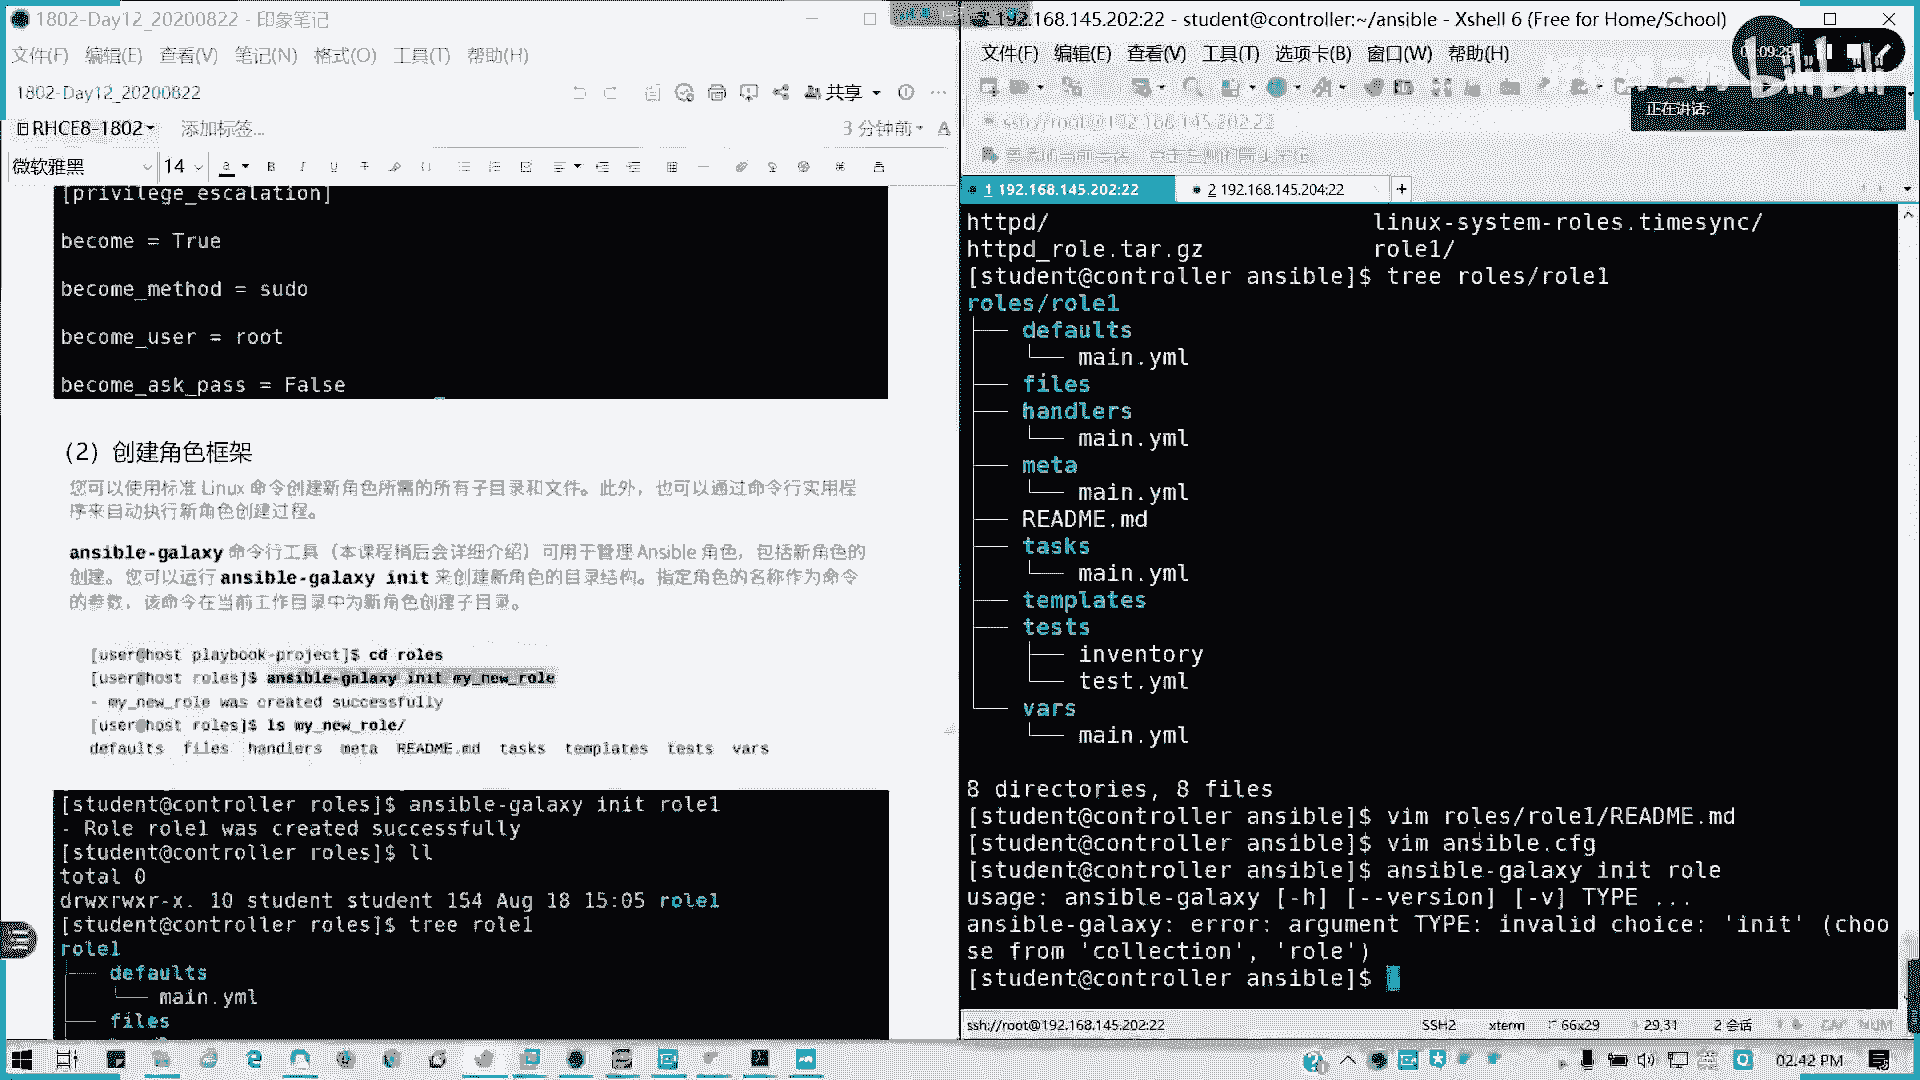 1802-Day12_20200822 - 印象笔记
文件(F) 编辑(E) 查看(V) 笔记(N) 格式(O) 工具(T) 帮助(H)
1802-Day12_20200822
共享
RHCE8-1802
添加标签...
3 分钟前
微软雅黑 14
[privilege_escalation]
become = True
become_method = sudo
become_user = root
become_ask_pass = False
（2）创建角色框架
您可以使用标准 Linux 命令创建新角色所需的所有子目录和文件。此外，也可以通过命令行实用程
序来自动执行新角色创建过程。
ansible-galaxy 命令行工具（本课程稍后会详细介绍）可用于管理 Ansible 角色，包括新角色的
创建。您可以运行 ansible-galaxy init 来创建新角色的目录结构。指定角色的名称作为命令
的参数，该命令在当前工作目录中为新角色创建子目录。
[user@host playbook-project]$ cd roles
[user@host roles]$ ansible-galaxy init my_new_role
- my_new_role was created successfully
[user@host roles]$ ls my_new_role/
defaults files handlers meta README.md tasks templates tests vars
[student@controller roles]$ ansible-galaxy init role1
- Role role1 was created successfully
[student@controller roles]$ ll
total 0
drwxrwxr-x. 10 student student 154 Aug 18 15:05 role1
[student@controller roles]$ tree role1
role1
├── defaults
│   └── main.yml
├── files
192.168.145.202:22 - student@controller:~/ansible - Xshell 6 (Free for Home/School)
文件(F) 编辑(E) 查看(V) 工具(T) 选项卡(B) 窗口(W) 帮助(H)
正在讲话:
ssh://root@192.168.145.202:22
1 192.168.145.202:22
2 192.168.145.204:22
httpd/ linux-system-roles.timesync/
httpd_role.tar.gz role1/
[student@controller ansible]$ tree roles/role1
roles/role1
├── defaults
│   └── main.yml
├── files
├── handlers
│   └── main.yml
├── meta
│   └── main.yml
├── README.md
├── tasks
│   └── main.yml
├── templates
├── tests
│   ├── inventory
│   └── test.yml
└── vars
    └── main.yml
8 directories, 8 files
[student@controller ansible]$ vim roles/role1/README.md
[student@controller ansible]$ vim ansible.cfg
[student@controller ansible]$ ansible-galaxy init role
usage: ansible-galaxy [-h] [--version] [-v] TYPE ...
ansible-galaxy: error: argument TYPE: invalid choice: 'init' (choo
se from 'collection', 'role')
[student@controller ansible]$
ssh://root@192.168.145.202:22 SSH2 xterm 66x29 29,31 2 会话 CAP NUM
02:42 PM